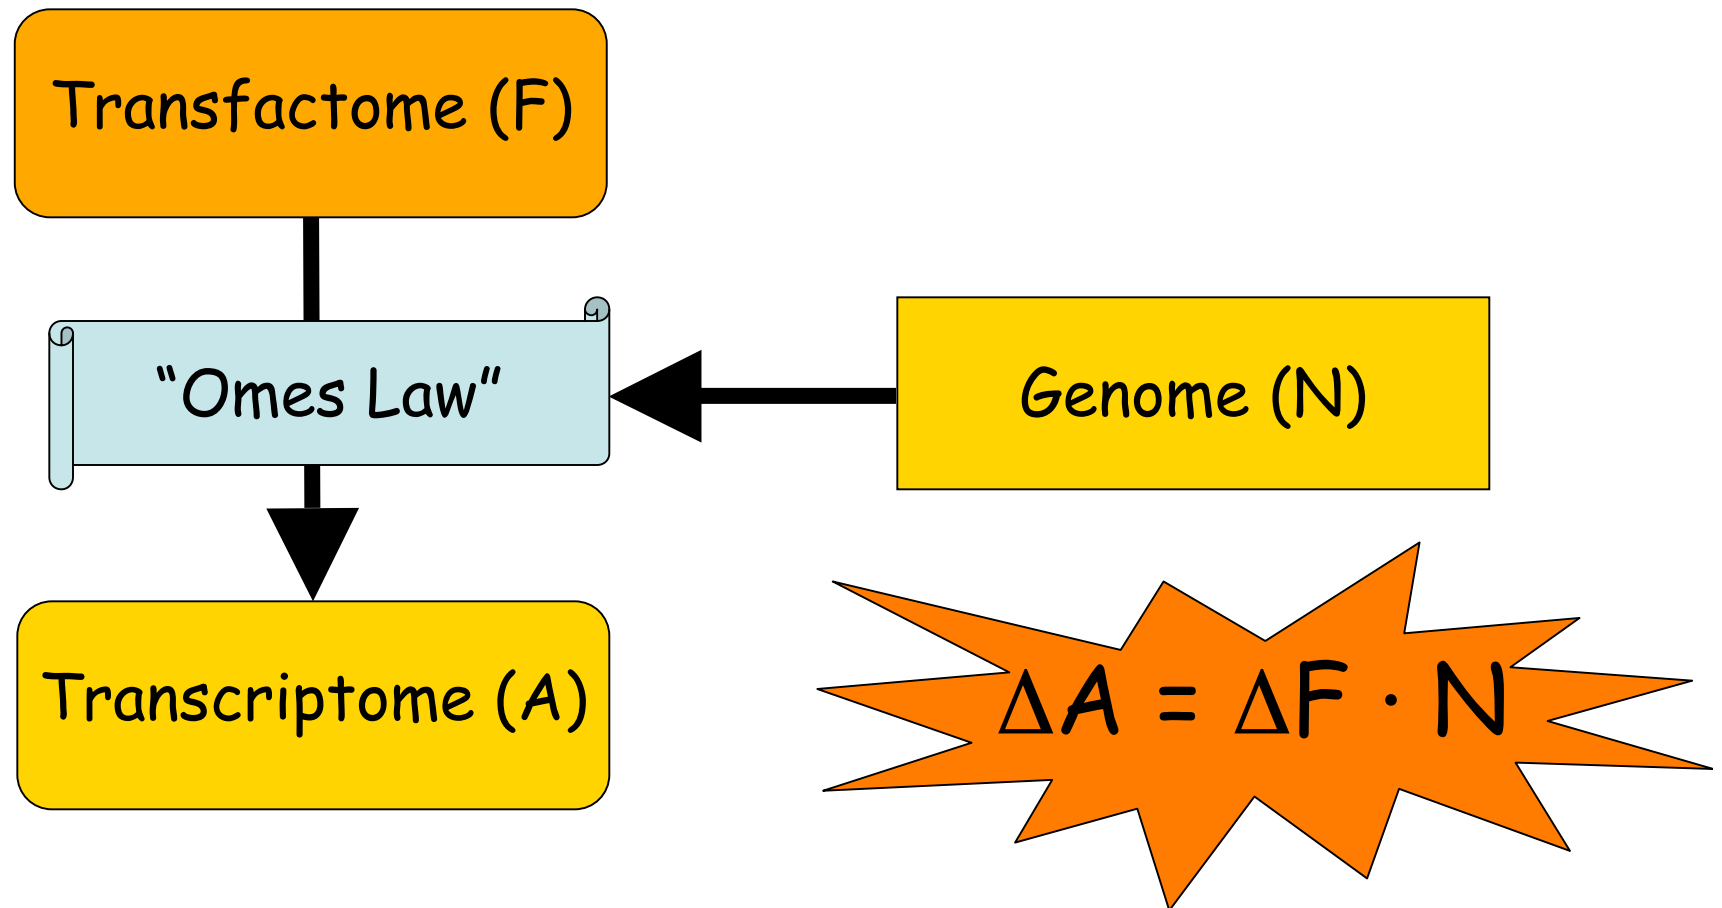 Transfactome (F)
“Omes Law”
Genome (N)
Transcriptome (A)
ΔA = ΔF · N